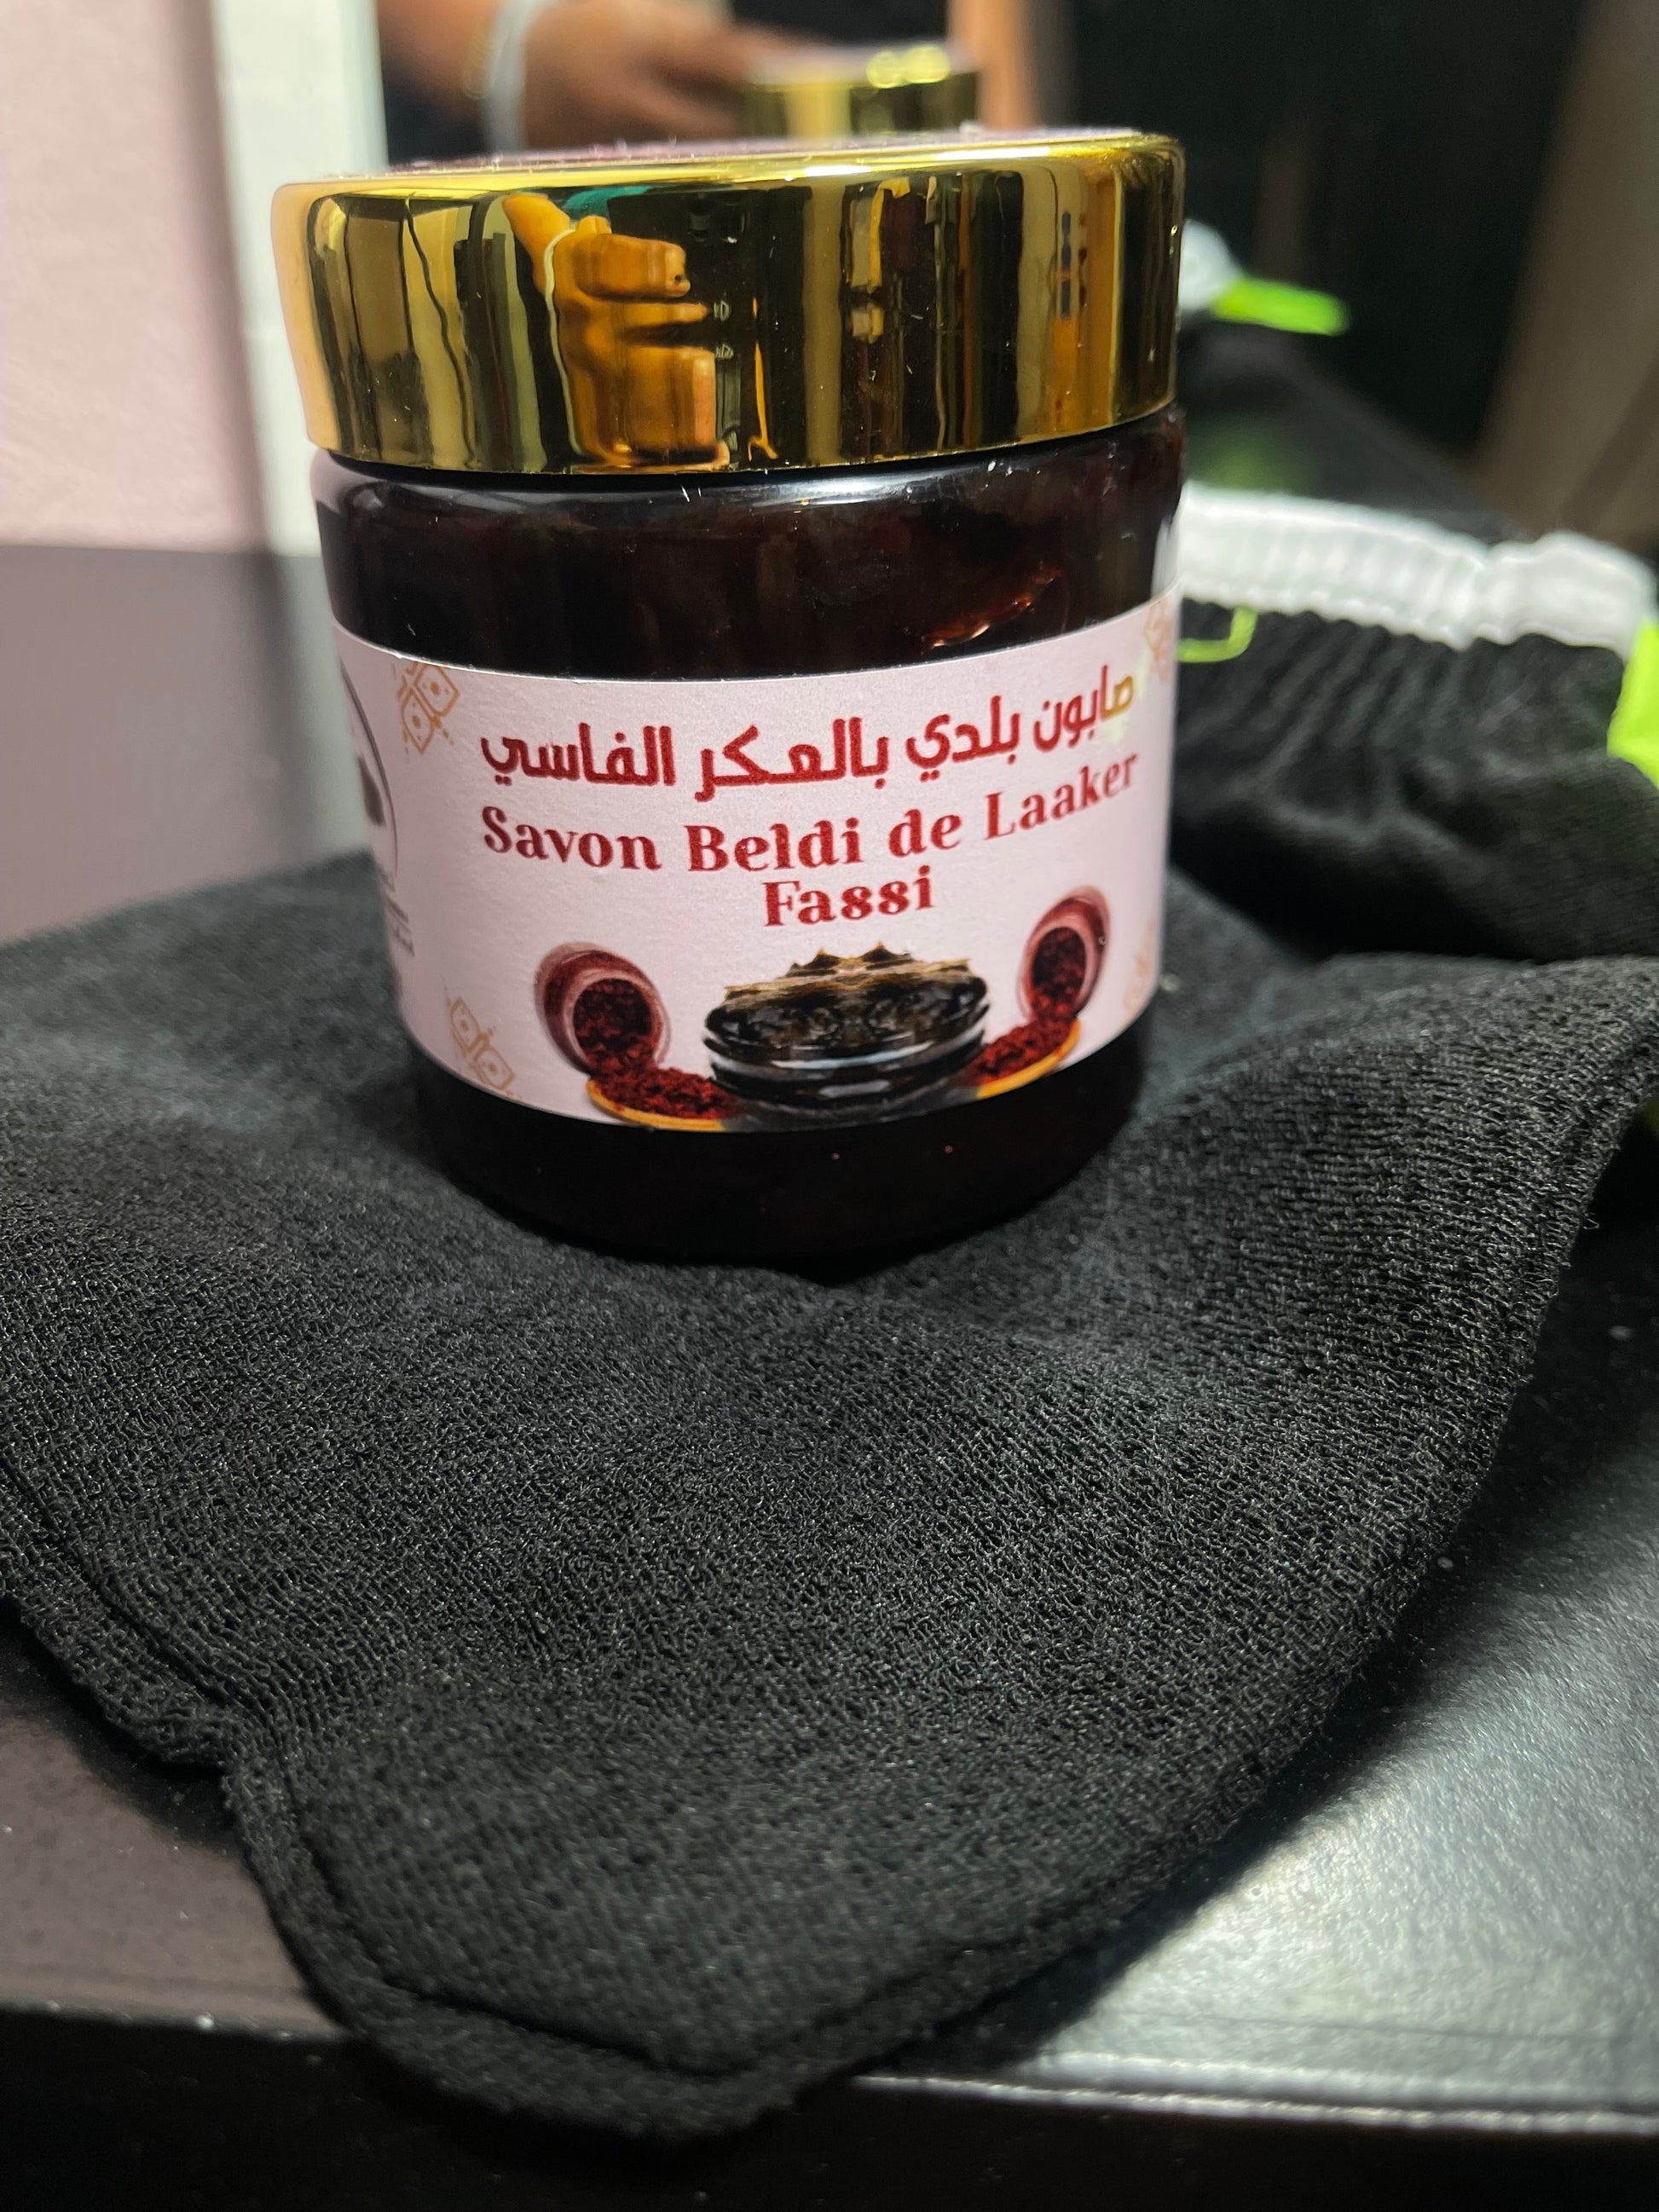 صابون بلدي بالعكر الفاسي
Savon Beldi de Laaker
Fassi